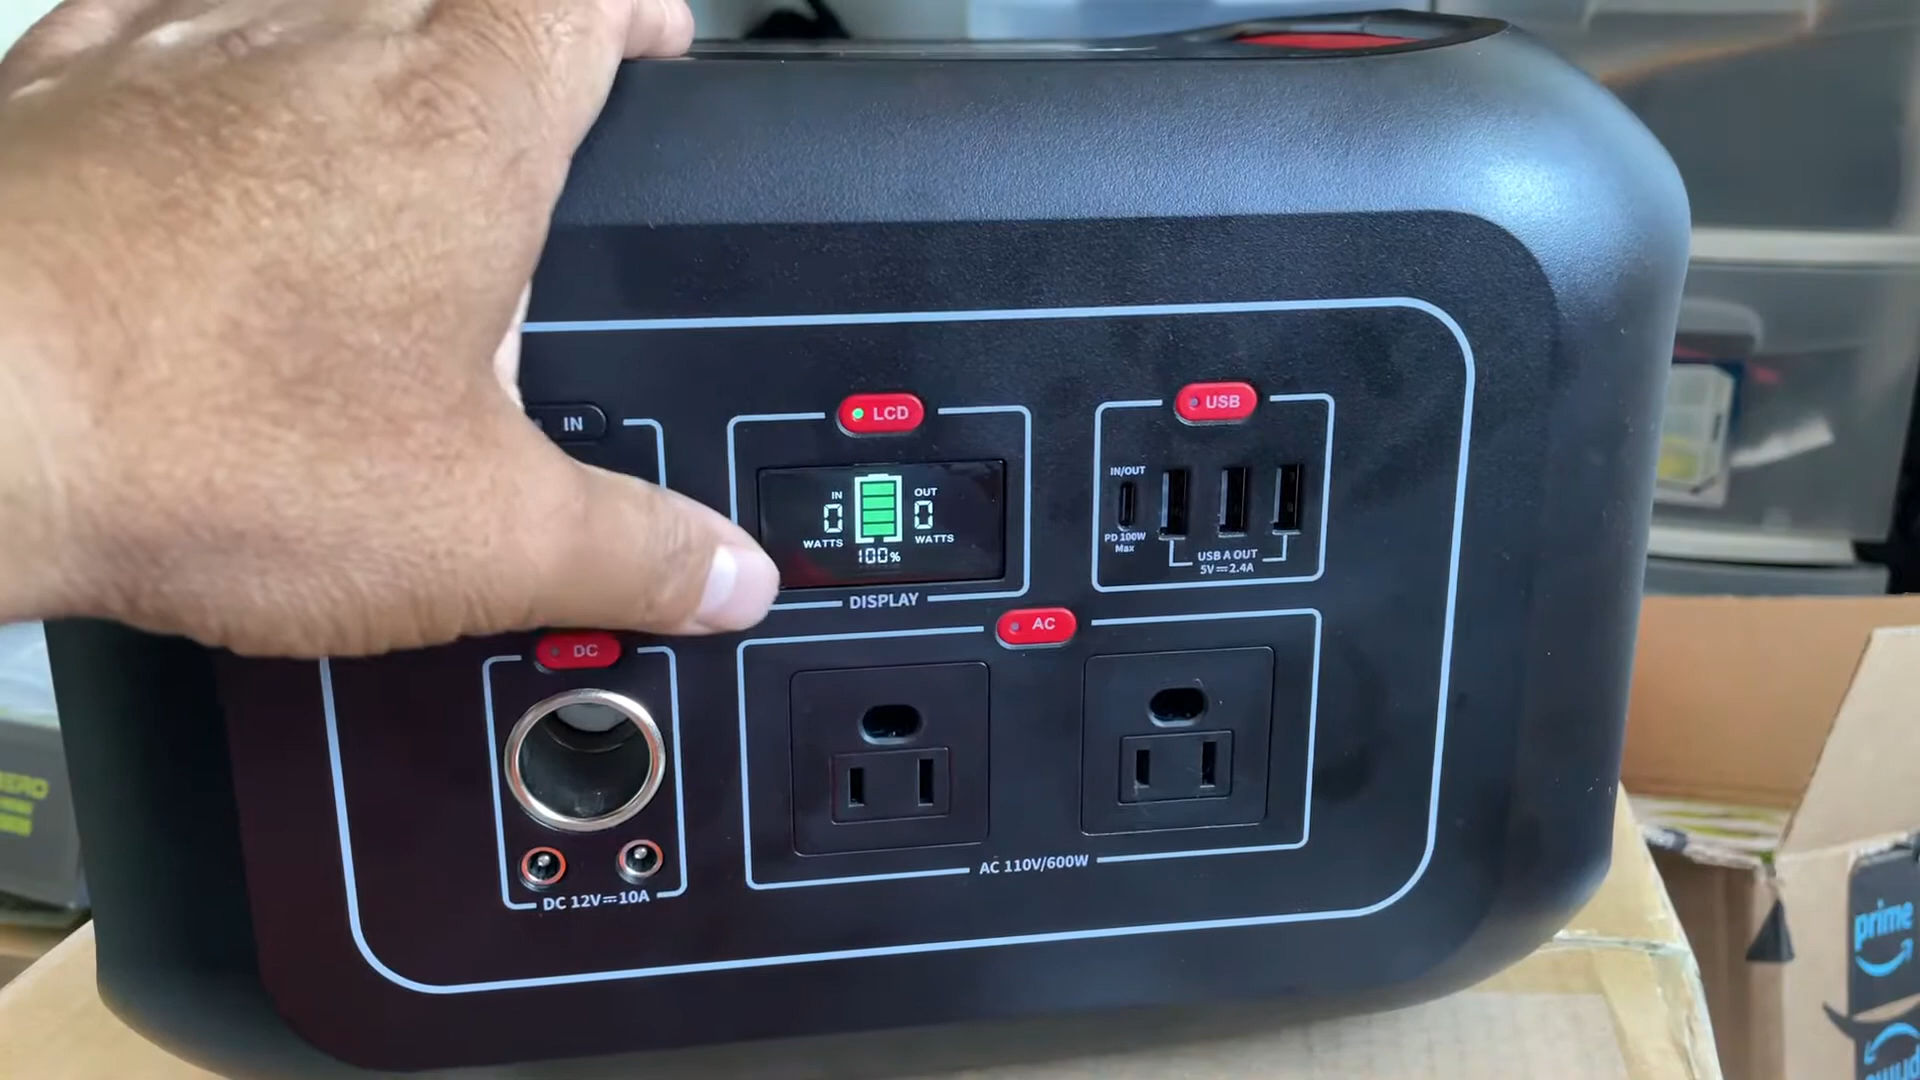 IN
LCD
IN
0
WATTS
100%
OUT
0
WATTS
DISPLAY
USB
IN/OUT
PD 100W
Max
USB A OUT
5V⎓2.4A
DC
DC 12V⎓10A
AC
AC 110V/600W
prime